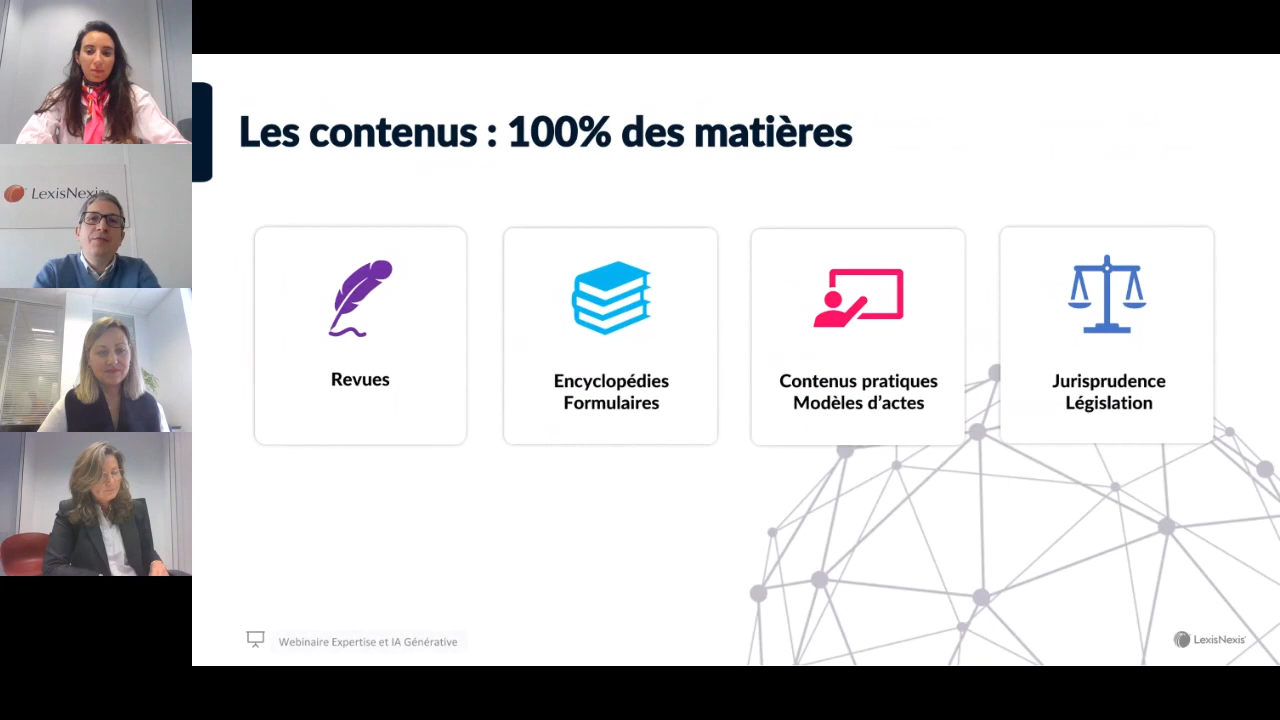 LexisNexis
Les contenus : 100% des matières
Revues
Encyclopédies
Formulaires
Contenus pratiques
Modèles d'actes
Jurisprudence
Législation
Webinaire Expertise et IA Générative
LexisNexis